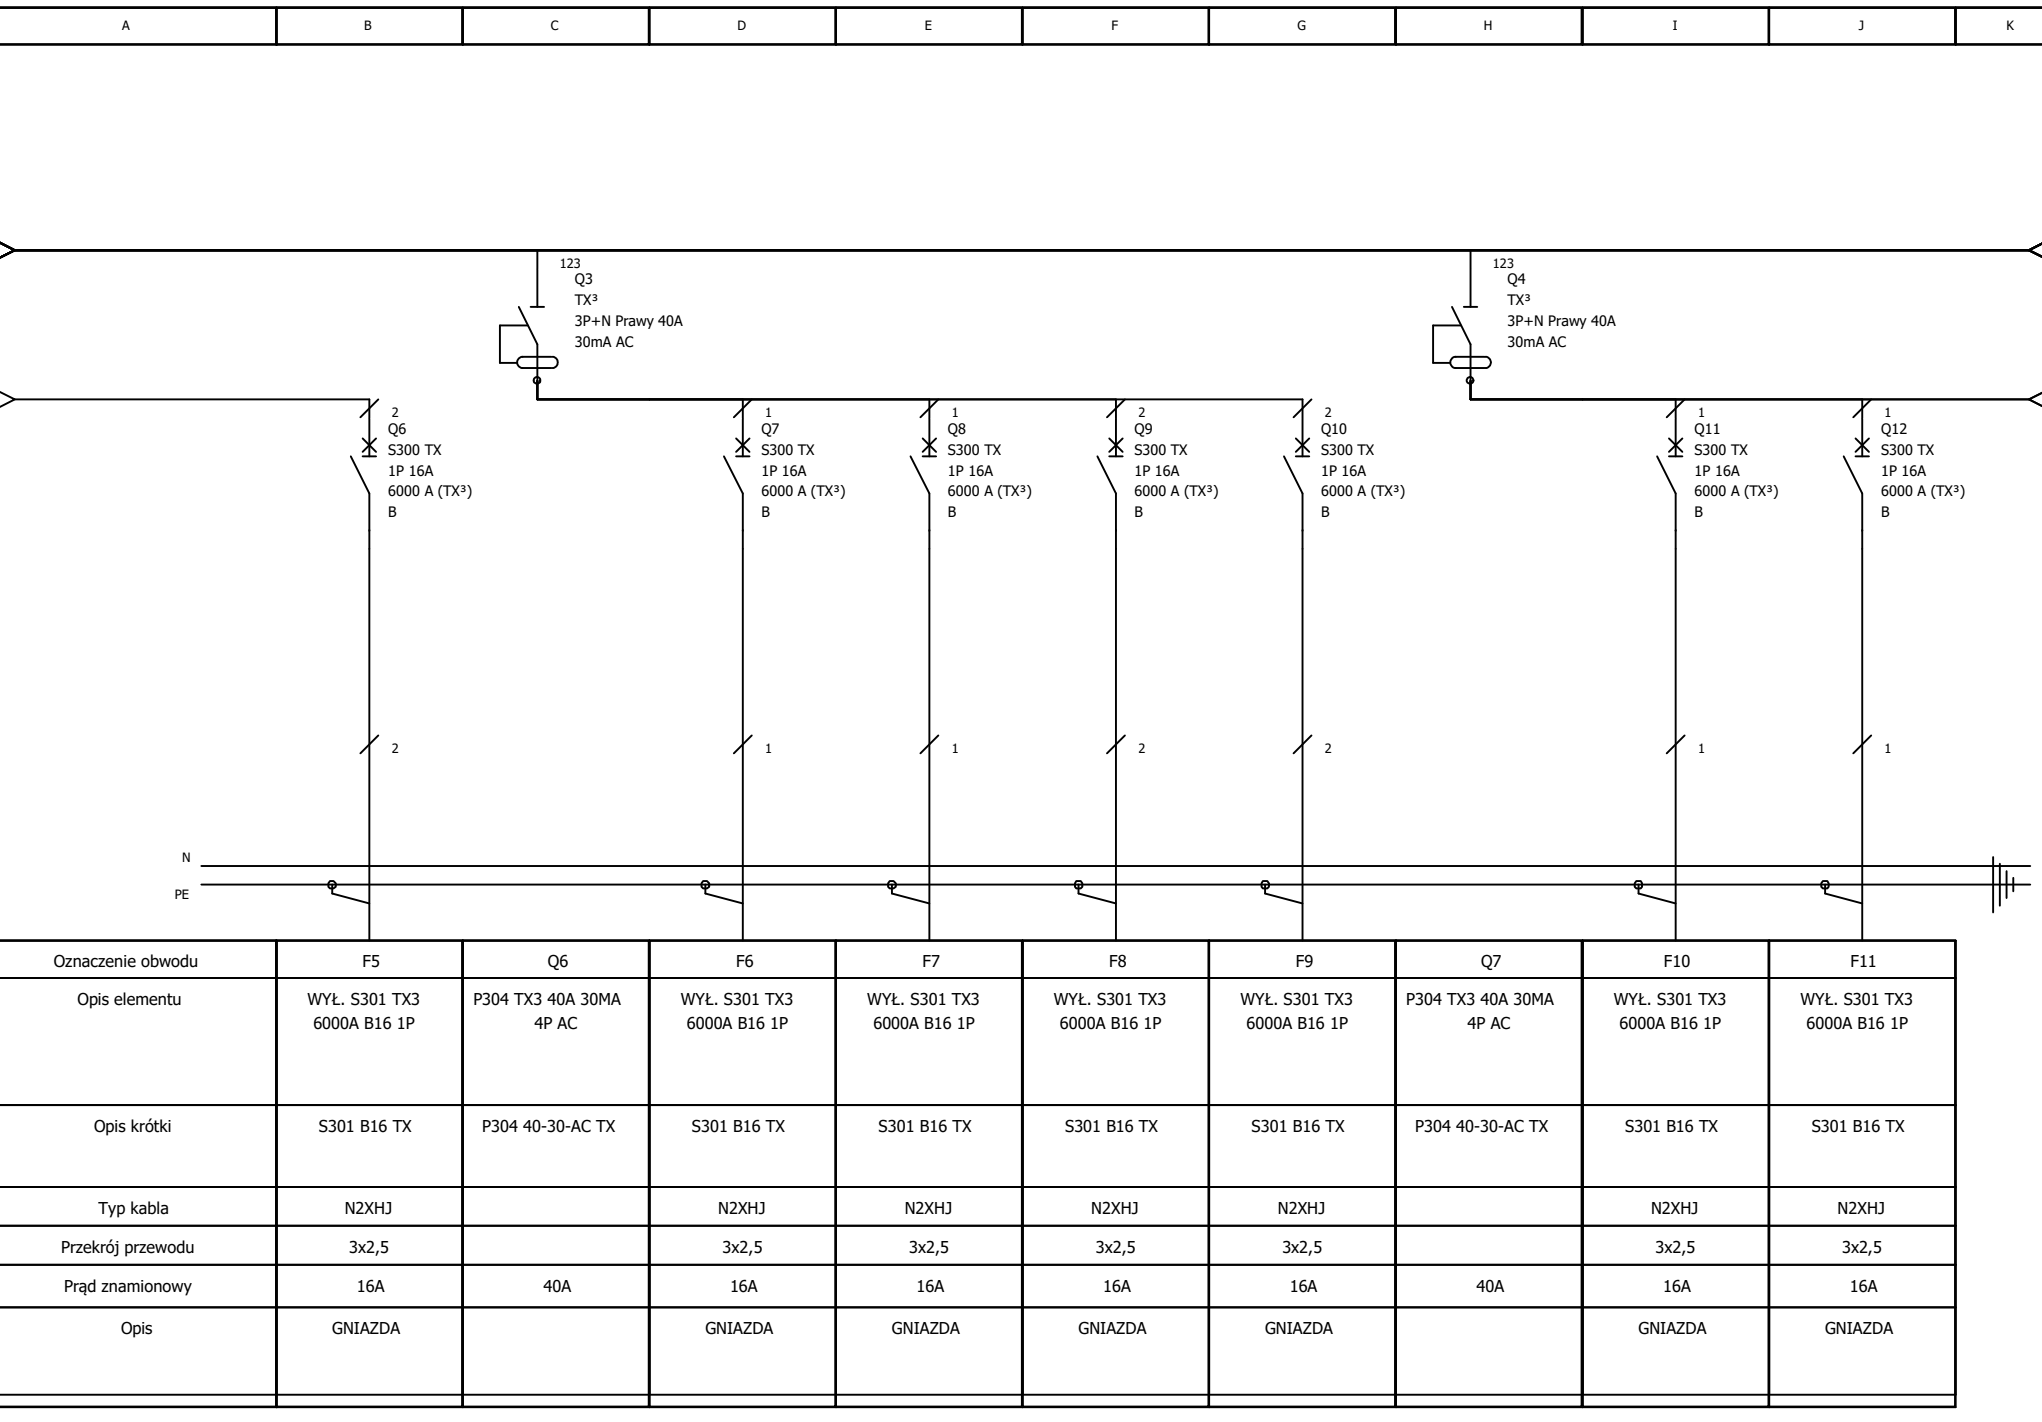 A B C D E F G H I J K
123
Q3
TX³
3P+N Prawy 40A
30mA AC
123
Q4
TX³
3P+N Prawy 40A
30mA AC
2
Q6
S300 TX
1P 16A
6000 A (TX³)
B
1
Q7
S300 TX
1P 16A
6000 A (TX³)
B
1
Q8
S300 TX
1P 16A
6000 A (TX³)
B
2
Q9
S300 TX
1P 16A
6000 A (TX³)
B
2
Q10
S300 TX
1P 16A
6000 A (TX³)
B
1
Q11
S300 TX
1P 16A
6000 A (TX³)
B
1
Q12
S300 TX
1P 16A
6000 A (TX³)
B
2 1 1 2 2 1 1
N
PE
Oznaczenie obwodu F5 Q6 F6 F7 F8 F9 Q7 F10 F11
Opis elementu WYŁ. S301 TX3 P304 TX3 40A 30MA WYŁ. S301 TX3 WYŁ. S301 TX3 WYŁ. S301 TX3 WYŁ. S301 TX3 P304 TX3 40A 30MA WYŁ. S301 TX3 WYŁ. S301 TX3
6000A B16 1P 4P AC 6000A B16 1P 6000A B16 1P 6000A B16 1P 6000A B16 1P 4P AC 6000A B16 1P 6000A B16 1P
Opis krótki S301 B16 TX P304 40-30-AC TX S301 B16 TX S301 B16 TX S301 B16 TX S301 B16 TX P304 40-30-AC TX S301 B16 TX S301 B16 TX
Typ kabla N2XHJ N2XHJ N2XHJ N2XHJ N2XHJ N2XHJ N2XHJ
Przekrój przewodu 3x2,5 3x2,5 3x2,5 3x2,5 3x2,5 3x2,5 3x2,5
Prąd znamionowy 16A 40A 16A 16A 16A 16A 40A 16A 16A
Opis GNIAZDA GNIAZDA GNIAZDA GNIAZDA GNIAZDA GNIAZDA GNIAZDA